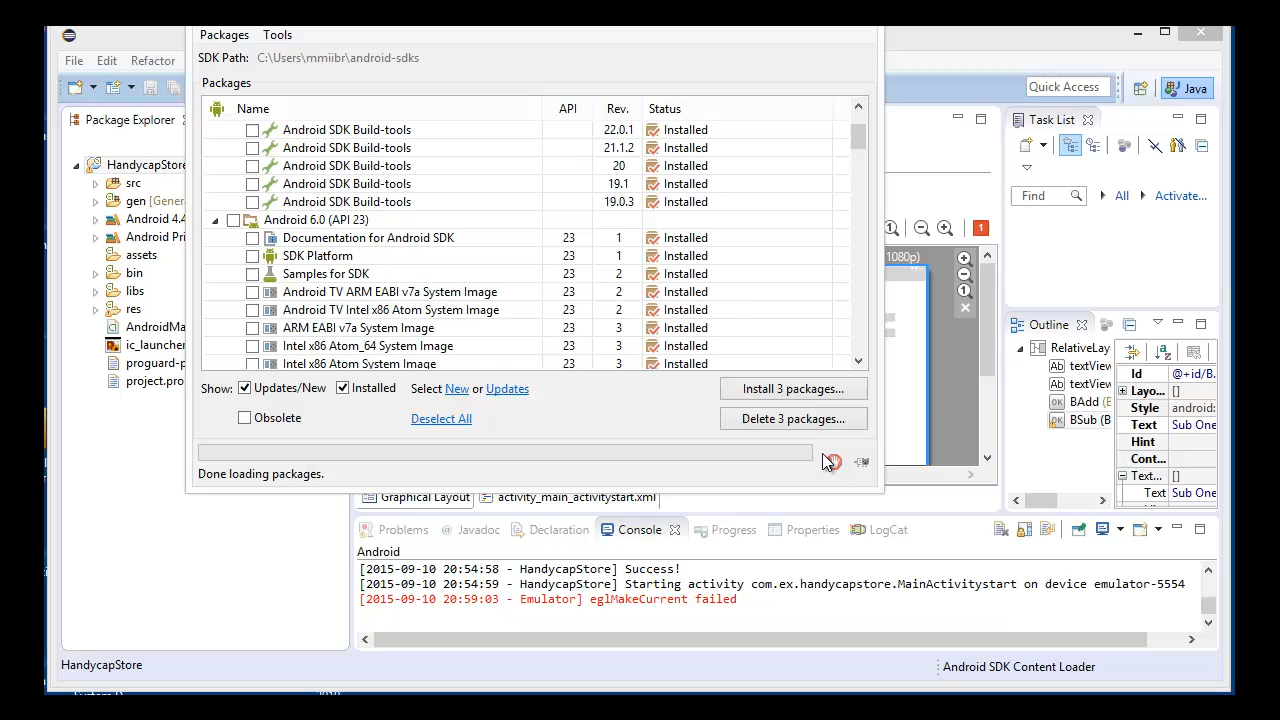 Packages Tools
SDK Path: C:\Users\mmiibr\android-sdks
Packages
Name API Rev. Status
Android SDK Build-tools 22.0.1 Installed
Android SDK Build-tools 21.1.2 Installed
Android SDK Build-tools 20 Installed
Android SDK Build-tools 19.1 Installed
Android SDK Build-tools 19.0.3 Installed
Android 6.0 (API 23)
Documentation for Android SDK 23 1 Installed
SDK Platform 23 1 Installed
Samples for SDK 23 2 Installed
Android TV ARM EABI v7a System Image 23 2 Installed
Android TV Intel x86 Atom System Image 23 2 Installed
ARM EABI v7a System Image 23 3 Installed
Intel x86 Atom_64 System Image 23 3 Installed
Intel x86 Atom System Image 23 3 Installed
Show: Updates/New Installed Select New or Updates Install 3 packages...
Obsolete Deselect All Delete 3 packages...
Done loading packages.
File Edit Refactor
Quick Access Java
Package Explorer
HandycapStore
src
gen [Gener
Android 4.4
Android Pri
assets
bin
libs
res
AndroidMa
ic_launcher
proguard-p
project.pro
1080p)
1
Task List
Find All Activate...
Outline
RelativeLay
textView
textView
BAdd (
BSub (
Id @+id/B.
Layo... []
Style android:
Text Sub One
Hint
Cont...
Text... []
Text Sub One
Graphical Layout activity_main_activitystart.xml
Problems Javadoc Declaration Console Progress Properties LogCat
Android
[2015-09-10 20:54:58 - HandycapStore] Success!
[2015-09-10 20:54:59 - HandycapStore] Starting activity com.ex.handycapstore.MainActivitystart on device emulator-5554
[2015-09-10 20:59:03 - Emulator] eglMakeCurrent failed
HandycapStore Android SDK Content Loader